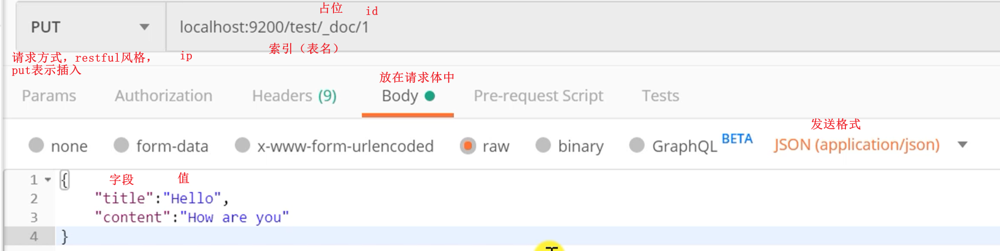 占位 id
PUT localhost:9200/test/_doc/1
索引（表名）
请求方式，restful风格， ip
put表示插入
放在请求体中
Params Authorization Headers (9) Body Pre-request Script Tests
发送格式
none form-data x-www-form-urlencoded raw binary GraphQL BETA JSON (application/json)
字段 值
1 {
2 "title":"Hello",
3 "content":"How are you"
4 }